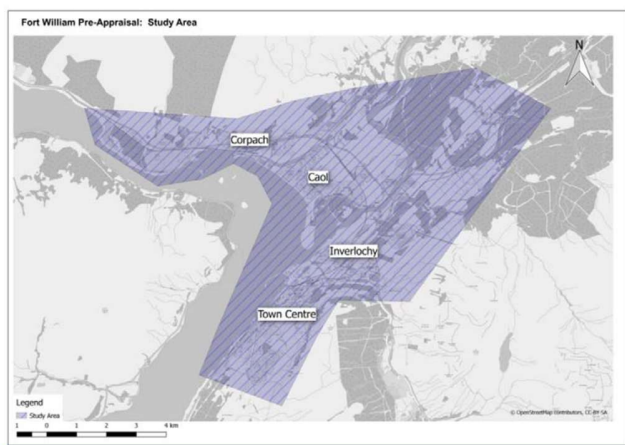 Fort William Pre-Appraisal: Study Area
N
Corpach
Caol
Inverlochy
Town Centre
Legend
Study Area
1 0 1 2 3 4 km
© OpenStreetMap contributors, CC-BY-SA